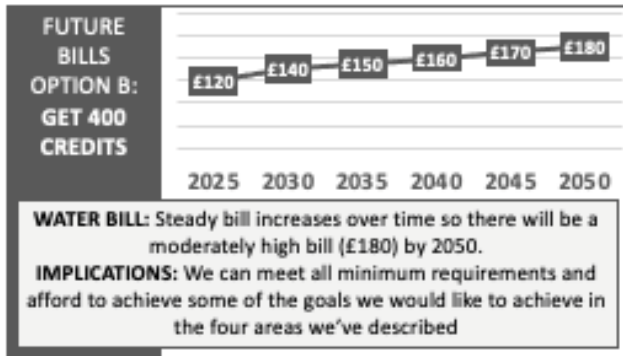 FUTURE
BILLS
OPTION B:
GET 400
CREDITS
£120 £140 £150 £160 £170 £180
2025 2030 2035 2040 2045 2050
WATER BILL: Steady bill increases over time so there will be a
moderately high bill (£180) by 2050.
IMPLICATIONS: We can meet all minimum requirements and
afford to achieve some of the goals we would like to achieve in
the four areas we've described